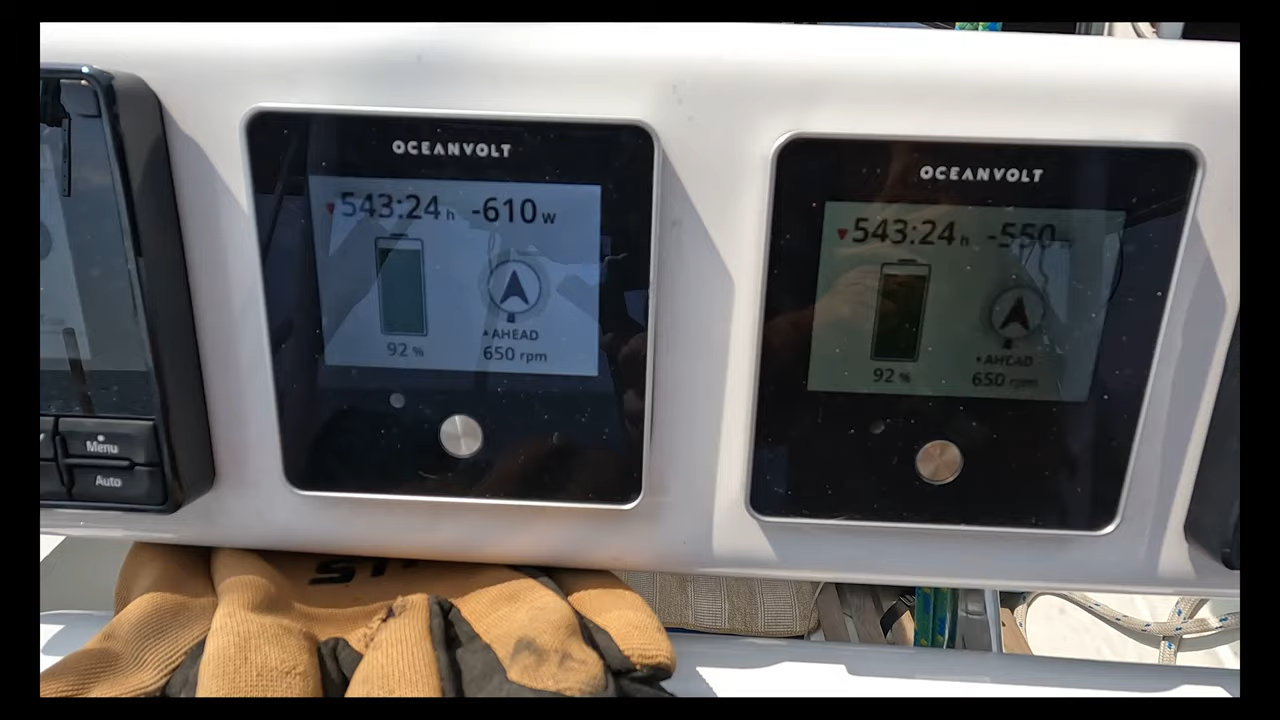 OCEANVOLT
543:24 h -610 w
AHEAD
92 %
650 rpm
OCEANVOLT
543:24 h -550
AHEAD
92 %
650 rpm
Menu
Auto